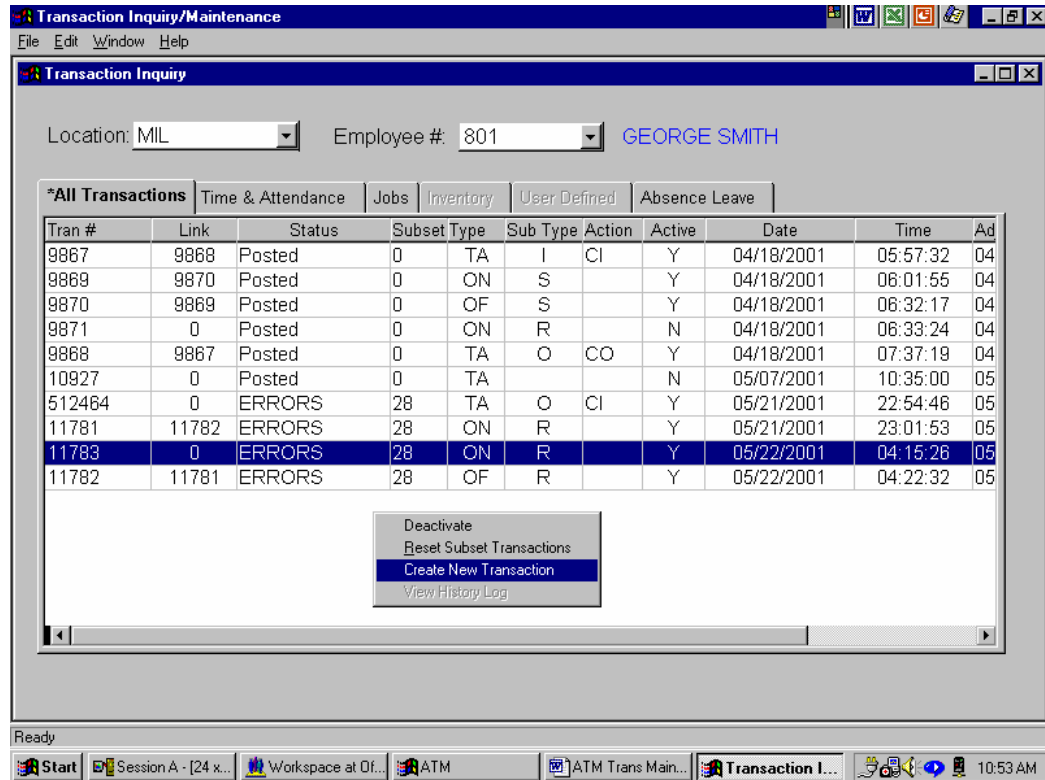 Transaction Inquiry/Maintenance
File Edit Window Help
Transaction Inquiry
Location: MIL Employee #: 801 GEORGE SMITH
*All Transactions Time & Attendance Jobs Inventory User Defined Absence Leave
Tran # Link Status Subset Type Sub Type Action Active Date Time Ad
9867 9868 Posted 0 TA I CI Y 04/18/2001 05:57:32 04
9869 9870 Posted 0 ON S Y 04/18/2001 06:01:55 04
9870 9869 Posted 0 OF S Y 04/18/2001 06:32:17 04
9871 0 Posted 0 ON R N 04/18/2001 06:33:24 04
9868 9867 Posted 0 TA O CO Y 04/18/2001 07:37:19 04
10927 0 Posted 0 TA N 05/07/2001 10:35:00 05
512464 0 ERRORS 28 TA O CI Y 05/21/2001 22:54:46 05
11781 11782 ERRORS 28 ON R Y 05/21/2001 23:01:53 05
11783 0 ERRORS 28 ON R Y 05/22/2001 04:15:26 05
11782 11781 ERRORS 28 OF R Y 05/22/2001 04:22:32 05
Deactivate
Reset Subset Transactions
Create New Transaction
View History Log
Ready
Start Session A - [24 x... Workspace at Of... ATM ATM Trans Main... Transaction I... 10:53 AM